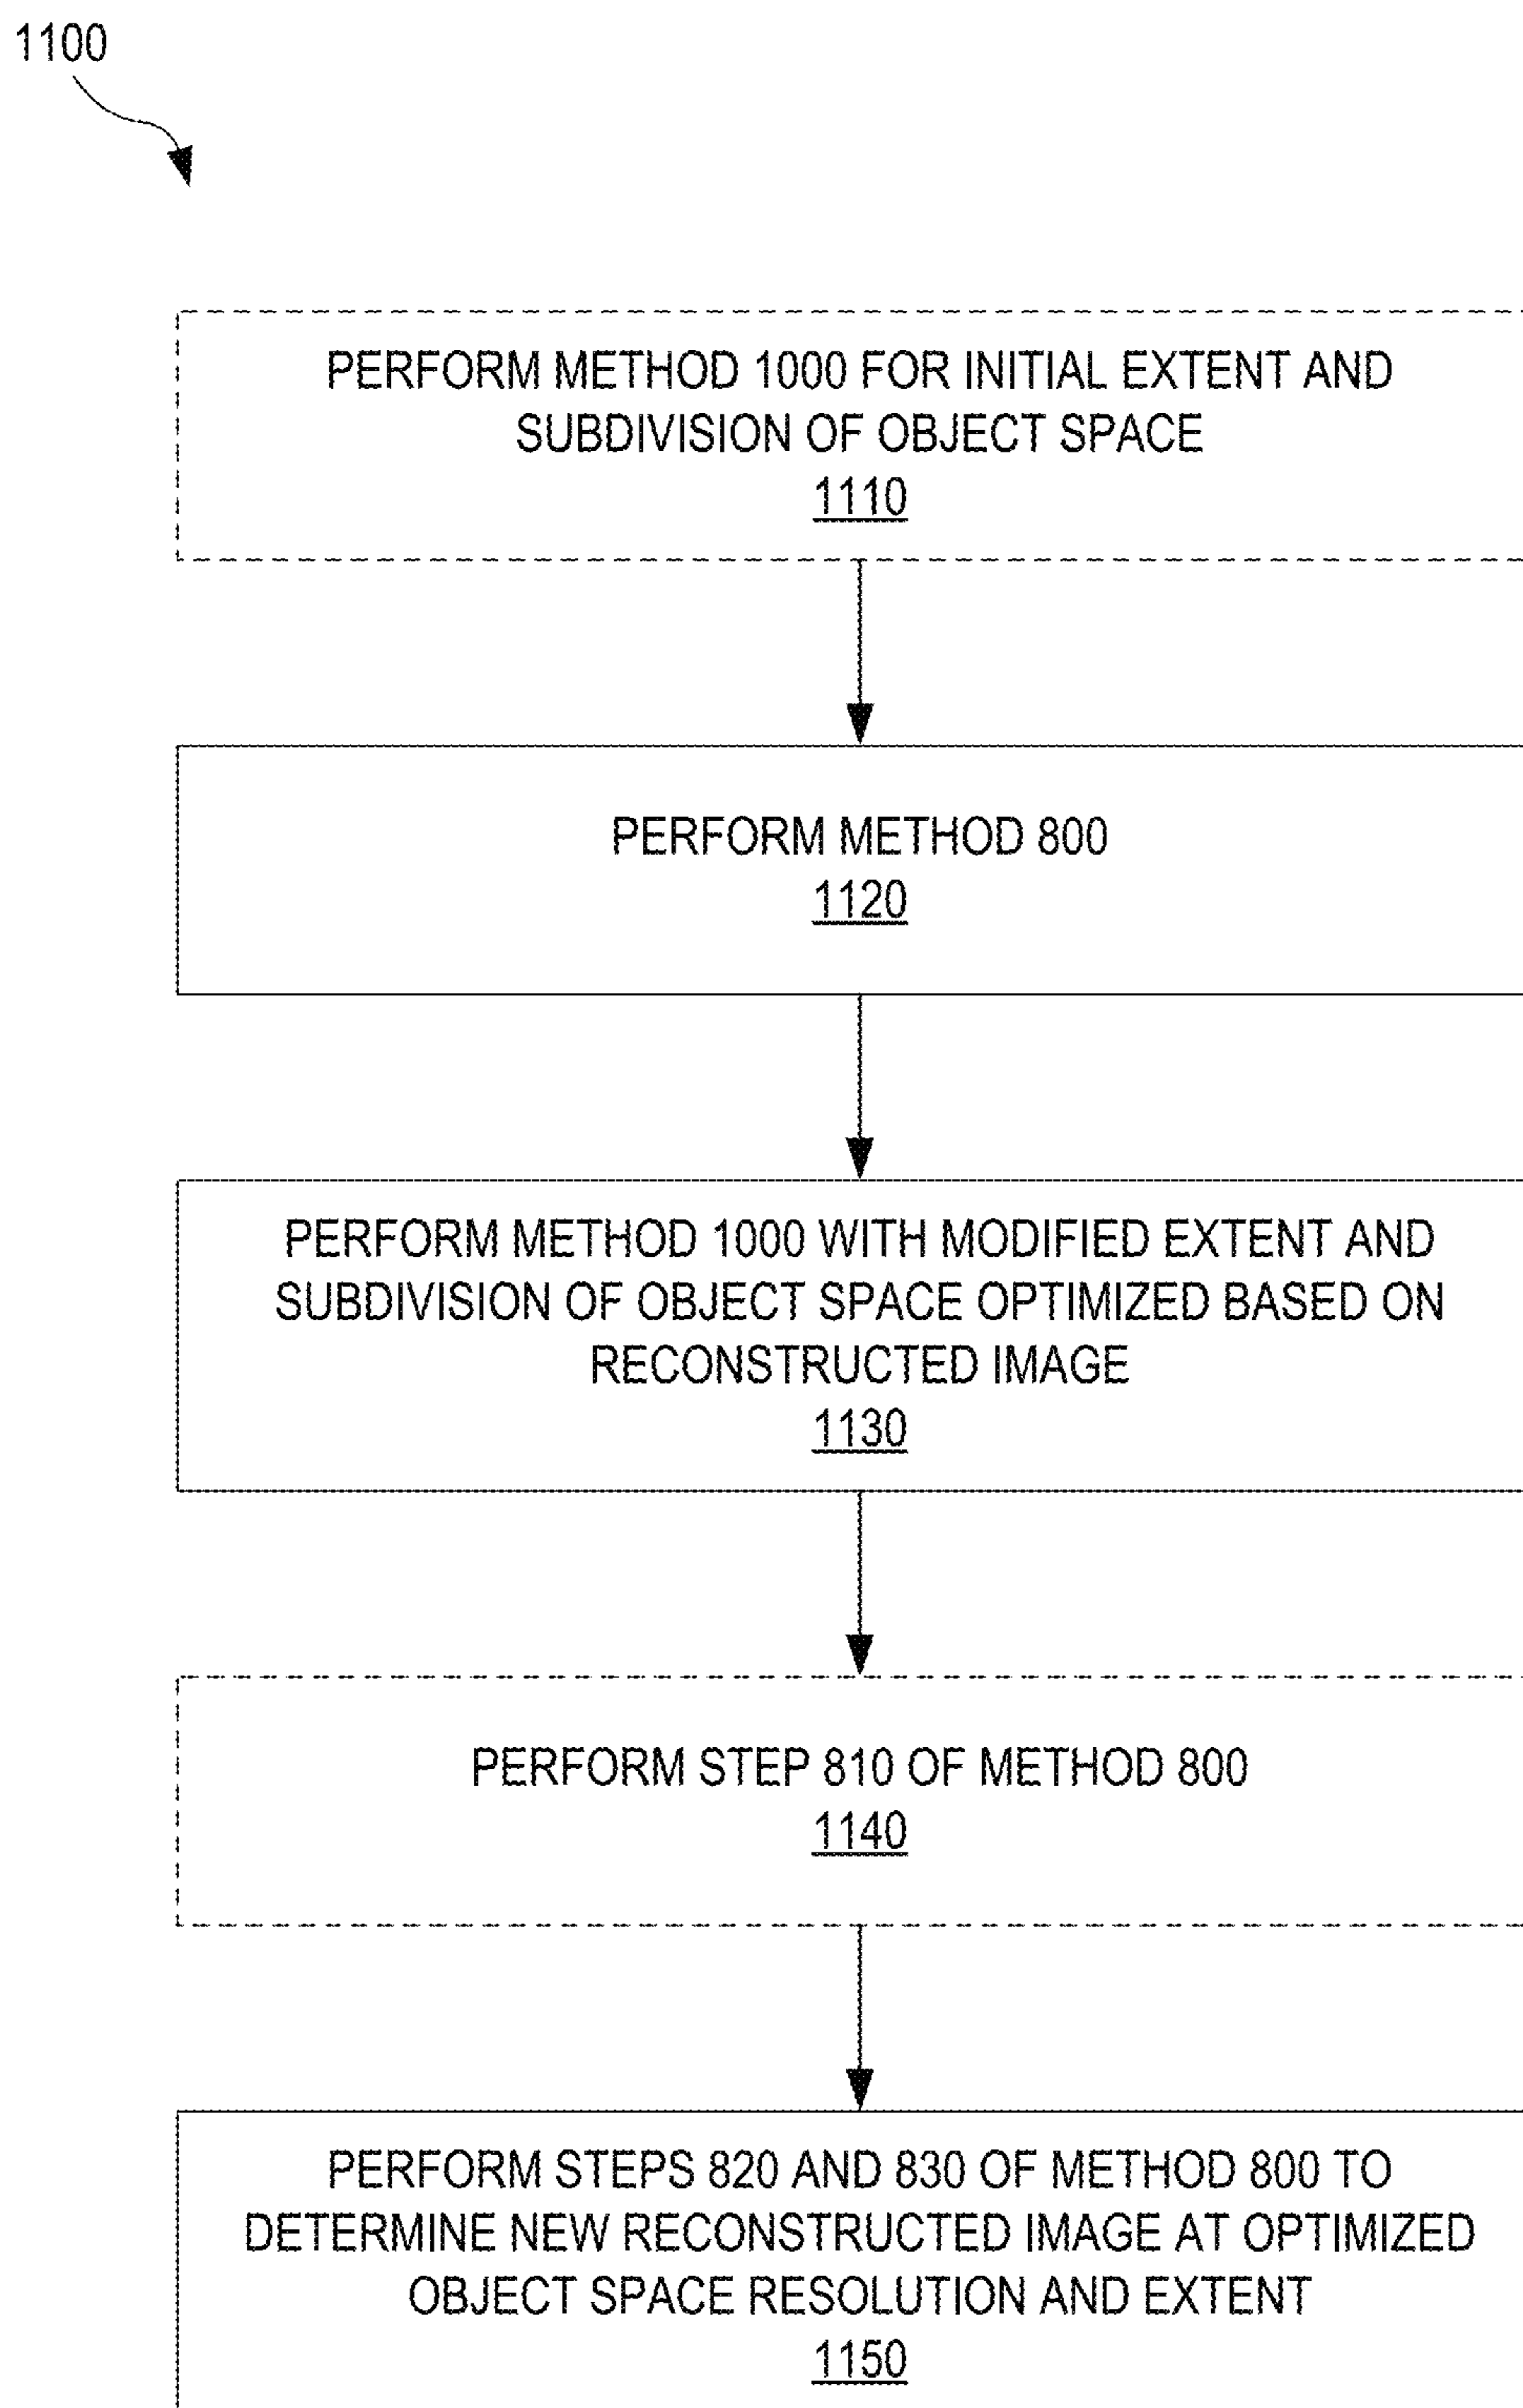 1100
PERFORM METHOD 1000 FOR INITIAL EXTENT AND
SUBDIVISION OF OBJECT SPACE
1110
PERFORM METHOD 800
1120
PERFORM METHOD 1000 WITH MODIFIED EXTENT AND
SUBDIVISION OF OBJECT SPACE OPTIMIZED BASED ON
RECONSTRUCTED IMAGE
1130
PERFORM STEP 810 OF METHOD 800
1140
PERFORM STEPS 820 AND 830 OF METHOD 800 TO
DETERMINE NEW RECONSTRUCTED IMAGE AT OPTIMIZED
OBJECT SPACE RESOLUTION AND EXTENT
1150